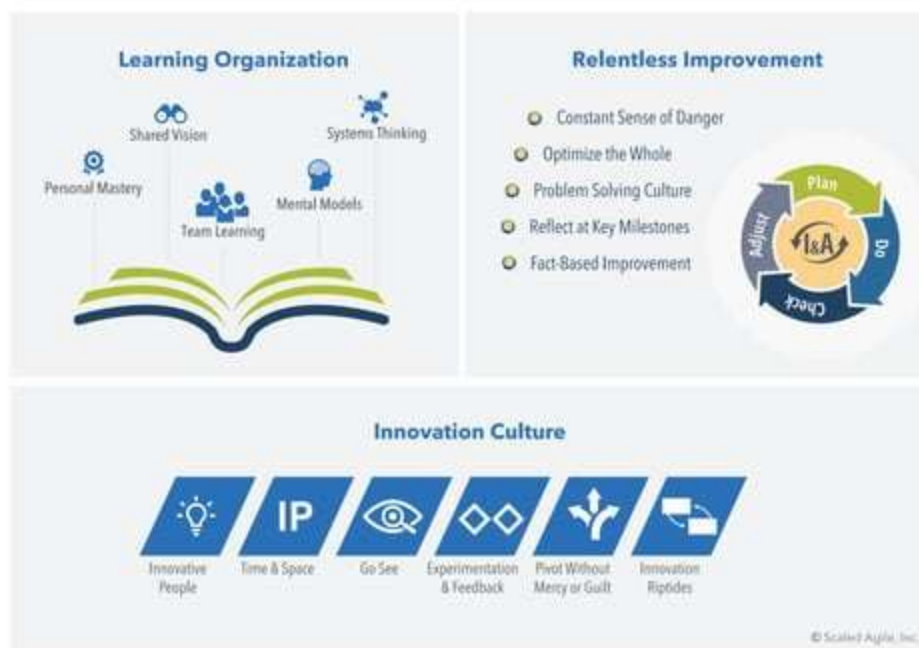 Learning Organization
Shared Vision
Systems Thinking
Personal Mastery
Mental Models
Team Learning
Relentless Improvement
Constant Sense of Danger
Optimize the Whole
Problem Solving Culture
Reflect at Key Milestones
Fact-Based Improvement
Plan
Do
Check
Adjust
I&A
Innovation Culture
IP
Innovative
People
Time & Space
Go See
Experimentation
& Feedback
Pivot Without
Mercy or Guilt
Innovation
Riptides
© Scaled Agile, Inc.